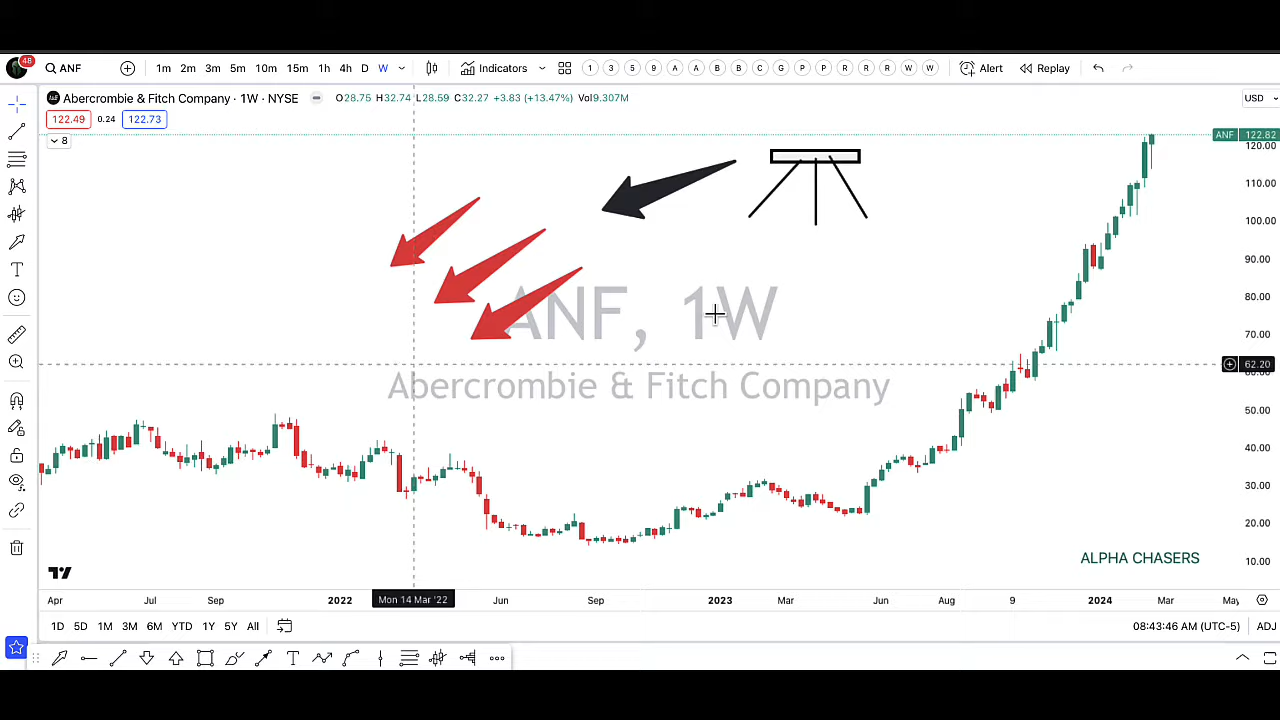 48 ANF 1m 2m 3m 5m 10m 15m 1h 4h D W Indicators 1 3 5 9 A A B B C G P P R R R W W Alert Replay
Abercrombie & Fitch Company · 1W · NYSE O28.75 H32.74 L28.59 C32.27 +3.83 (+13.47%) Vol9.307M USD
122.49 0.24 122.73
8
ANF 122.82
120.00
110.00
100.00
90.00
80.00
70.00
62.20
50.00
40.00
30.00
20.00
10.00
ANF, 1W
Abercrombie & Fitch Company
ALPHA CHASERS
Apr Jul Sep 2022 Mon 14 Mar '22 Jun Sep 2023 Mar Jun Aug 9 2024 Mar May
1D 5D 1M 3M 6M YTD 1Y 5Y All 08:43:46 AM (UTC-5) ADJ